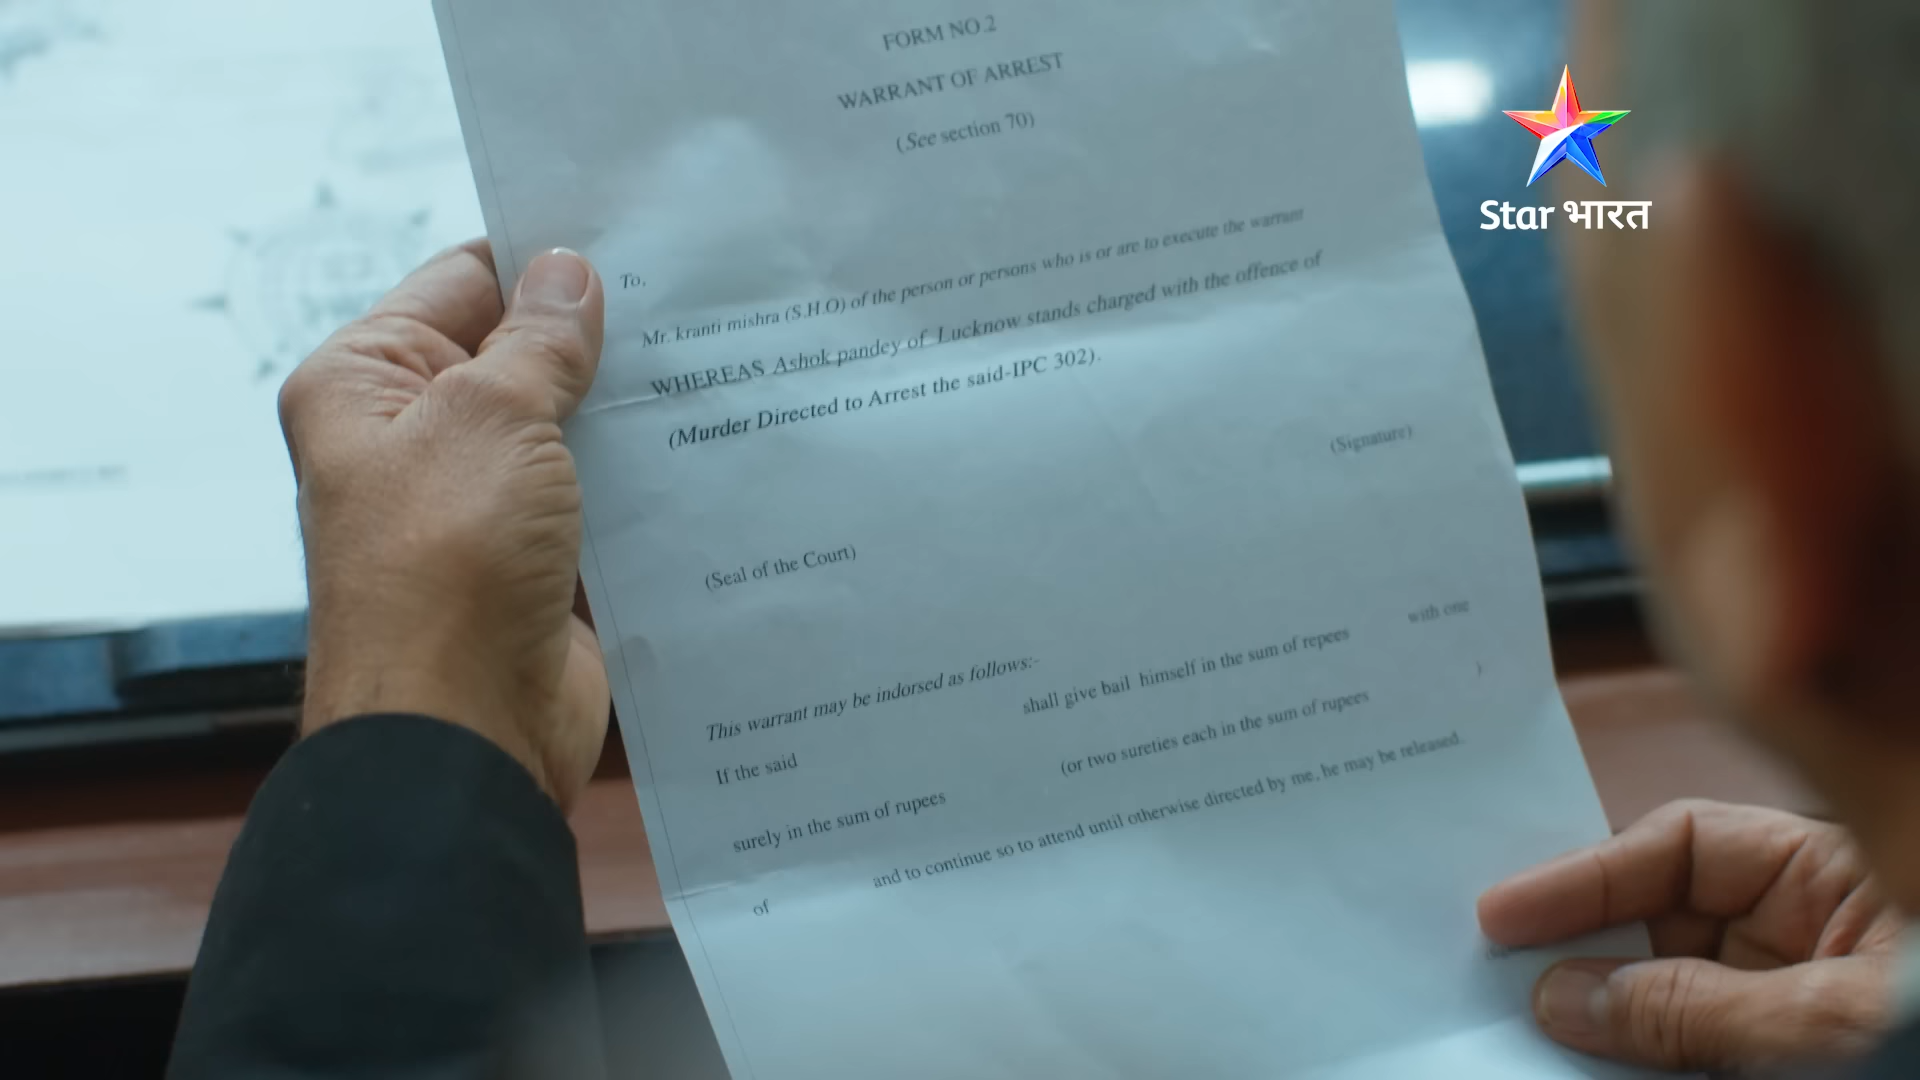 FORM NO.2
WARRANT OF ARREST
(See section 70)
Star भारत
To,
Mr. kranti mishra (S.H.O) of the person or persons who is or are to execute the warrant
WHEREAS Ashok pandey of Lucknow stands charged with the offence of
(Murder Directed to Arrest the said-IPC 302).
(Signature)
(Seal of the Court)
This warrant may be indorsed as follows:-
If the said shall give bail himself in the sum of repees with one
surely in the sum of rupees (or two sureties each in the sum of rupees )
of and to continue so to attend until otherwise directed by me, he may be released.